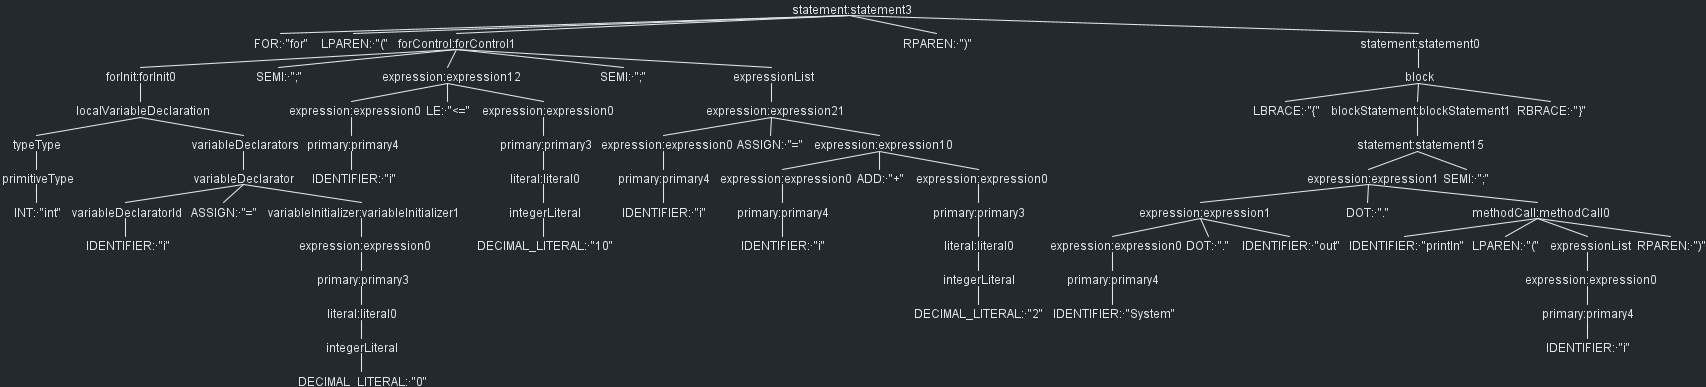 statement:statement3
FOR:·"for" LPAREN:·"(" forControl:forControl1 RPAREN:·")" statement:statement0
forInit:forInit0 SEMI:·";" expression:expression12 SEMI:·";" expressionList block
localVariableDeclaration expression:expression0 LE:·"<=" expression:expression0 expression:expression21 LBRACE:·"{" blockStatement:blockStatement1 RBRACE:·"}"
typeType variableDeclarators primary:primary4 primary:primary3 expression:expression0 ASSIGN:·"=" expression:expression10 statement:statement15
primitiveType variableDeclarator IDENTIFIER:·"i" literal:literal0 primary:primary4 expression:expression0 ADD:·"+" expression:expression0 expression:expression1 SEMI:·";"
INT:·"int" variableDeclaratorId ASSIGN:·"=" variableInitializer:variableInitializer1 integerLiteral IDENTIFIER:·"i" primary:primary4 primary:primary3 expression:expression1 DOT:·"." methodCall:methodCall0
IDENTIFIER:·"i" expression:expression0 DECIMAL_LITERAL:·"10" IDENTIFIER:·"i" literal:literal0 expression:expression0 DOT:·"." IDENTIFIER:·"out" IDENTIFIER:·"println" LPAREN:·"(" expressionList RPAREN:·")"
primary:primary3 integerLiteral primary:primary4 expression:expression0
literal:literal0 DECIMAL_LITERAL:·"2" IDENTIFIER:·"System" primary:primary4
integerLiteral IDENTIFIER:·"i"
DECIMAL_LITERAL:·"0"